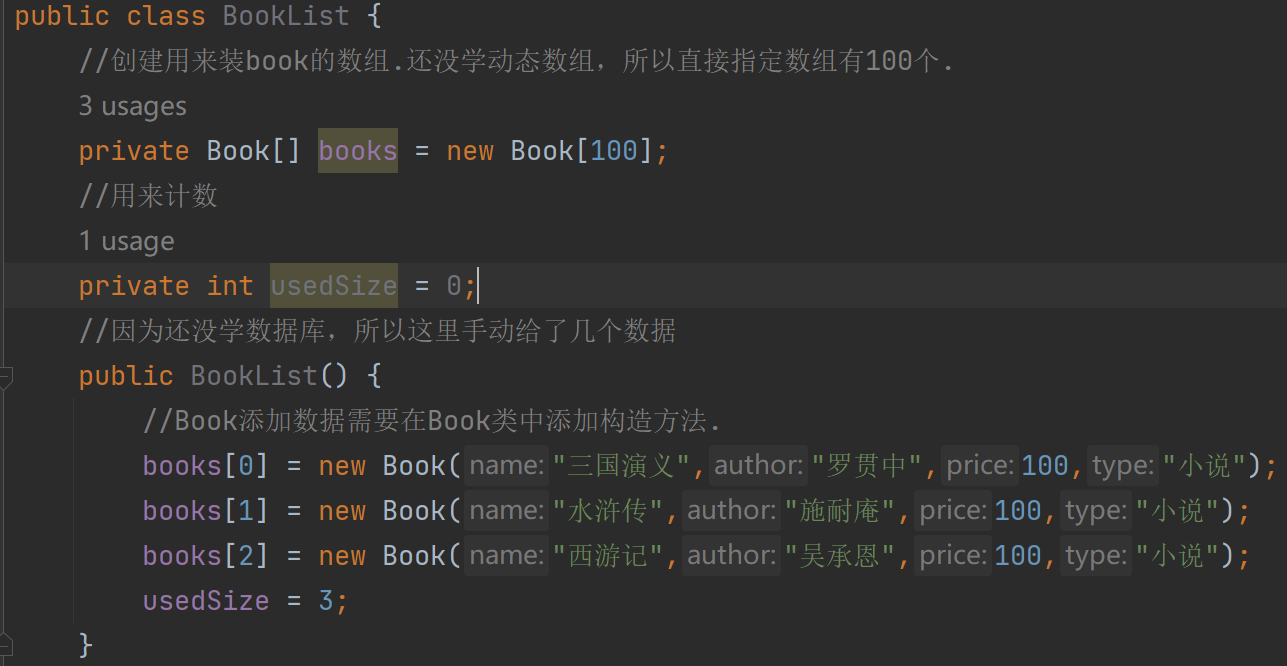 public class BookList {
//创建用来装book的数组.还没学动态数组，所以直接指定数组有100个.
3 usages
private Book[] books = new Book[100];
//用来计数
1 usage
private int usedSize = 0;
//因为还没学数据库，所以这里手动给了几个数据
public BookList() {
//Book添加数据需要在Book类中添加构造方法.
books[0] = new Book( name: "三国演义", author: "罗贯中", price: 100, type: "小说");
books[1] = new Book( name: "水浒传", author: "施耐庵", price: 100, type: "小说");
books[2] = new Book( name: "西游记", author: "吴承恩", price: 100, type: "小说");
usedSize = 3;
}